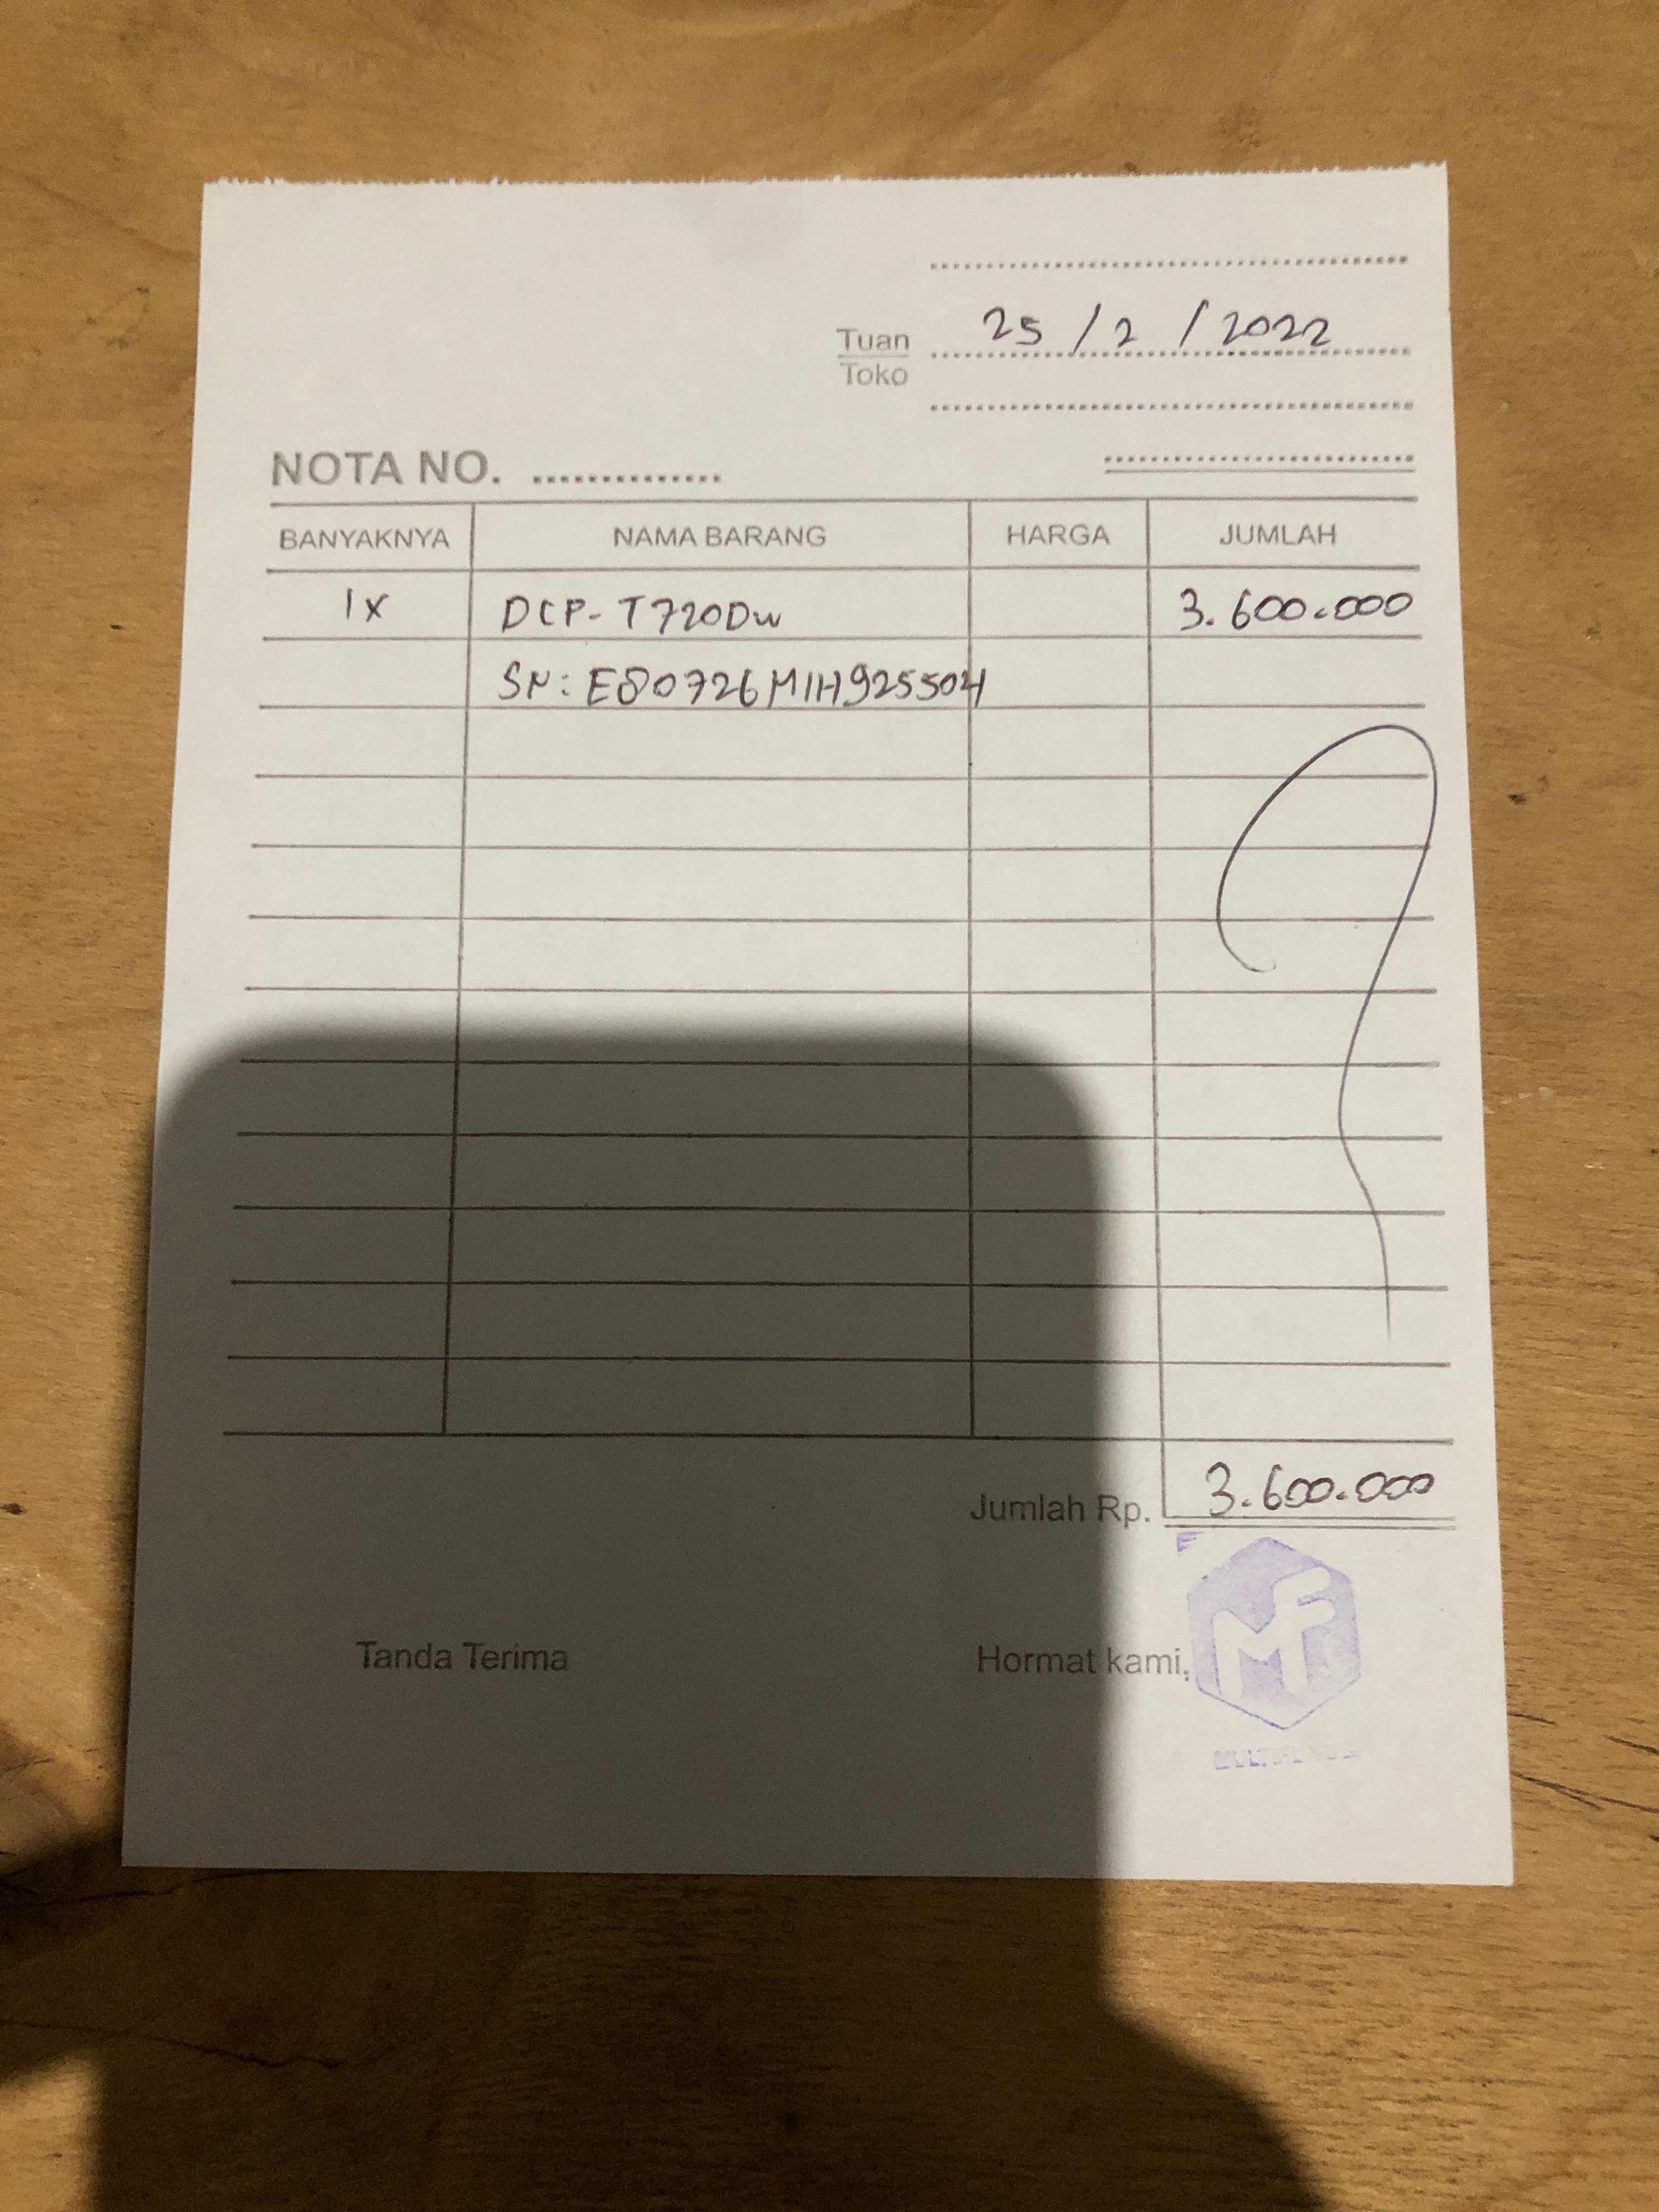 25/2/2022
Tuan
Toko
NOTA NO. ..............
BANYAKNYA NAMA BARANG HARGA JUMLAH
1x DCP-T720DW 3.600.000
SN: E80726M1H925504
Jumlah Rp. 3.600.000
Tanda Terima Hormat kami,
MF